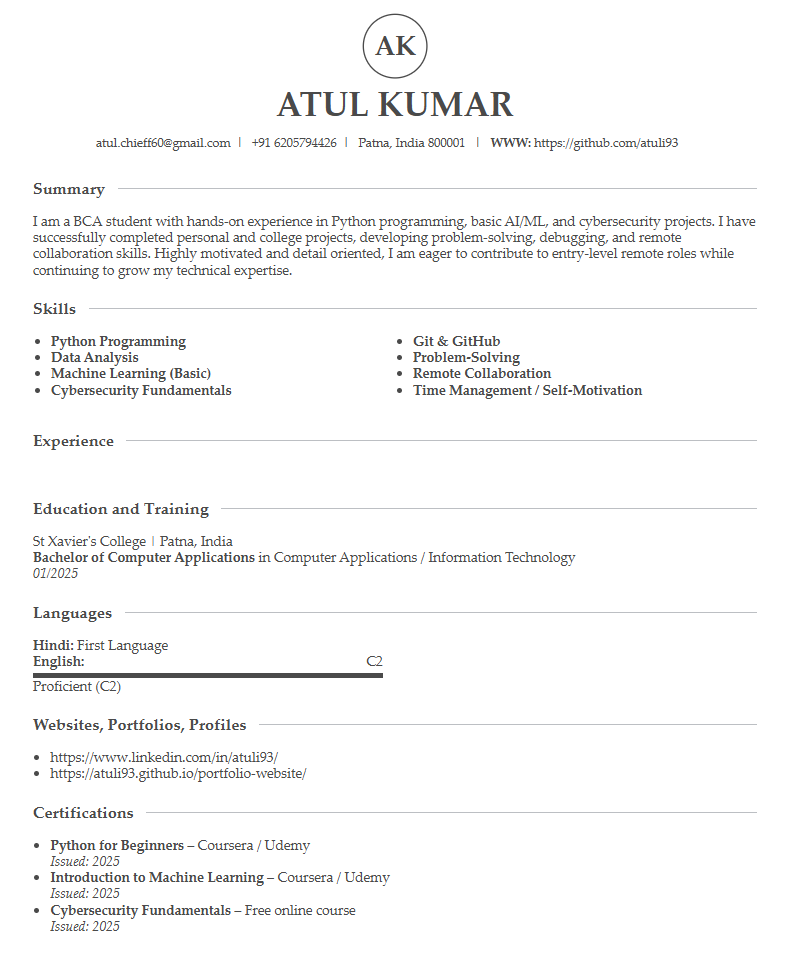 AK
ATUL KUMAR
atul.chieff60@gmail.com | +91 6205794426 | Patna, India 800001 | WWW: https://github.com/atuli93
Summary
I am a BCA student with hands-on experience in Python programming, basic AI/ML, and cybersecurity projects. I have
successfully completed personal and college projects, developing problem-solving, debugging, and remote
collaboration skills. Highly motivated and detail oriented, I am eager to contribute to entry-level remote roles while
continuing to grow my technical expertise.
Skills
• Python Programming
• Data Analysis
• Machine Learning (Basic)
• Cybersecurity Fundamentals
• Git & GitHub
• Problem-Solving
• Remote Collaboration
• Time Management / Self-Motivation
Experience
Education and Training
St Xavier's College | Patna, India
Bachelor of Computer Applications in Computer Applications / Information Technology
01/2025
Languages
Hindi: First Language
English: C2
Proficient (C2)
Websites, Portfolios, Profiles
• https://www.linkedin.com/in/atuli93/
• https://atuli93.github.io/portfolio-website/
Certifications
• Python for Beginners – Coursera / Udemy
Issued: 2025
• Introduction to Machine Learning – Coursera / Udemy
Issued: 2025
• Cybersecurity Fundamentals – Free online course
Issued: 2025